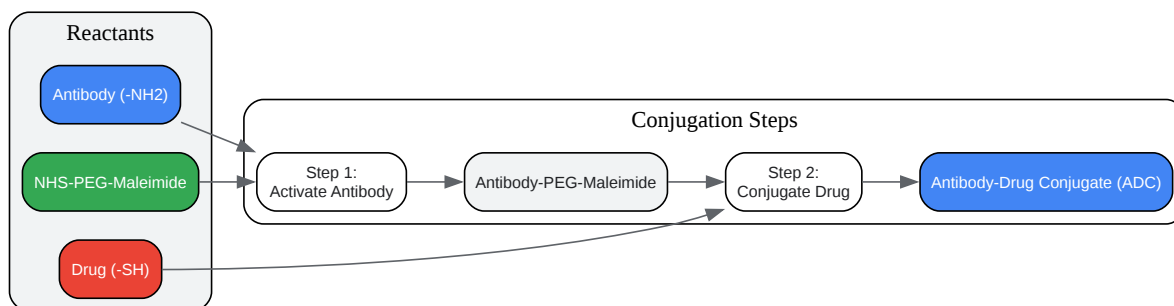 Reactants
Antibody (-NH2)
NHS-PEG-Maleimide
Drug (-SH)
Conjugation Steps
Step 1:
Activate Antibody
Antibody-PEG-Maleimide
Step 2:
Conjugate Drug
Antibody-Drug Conjugate (ADC)